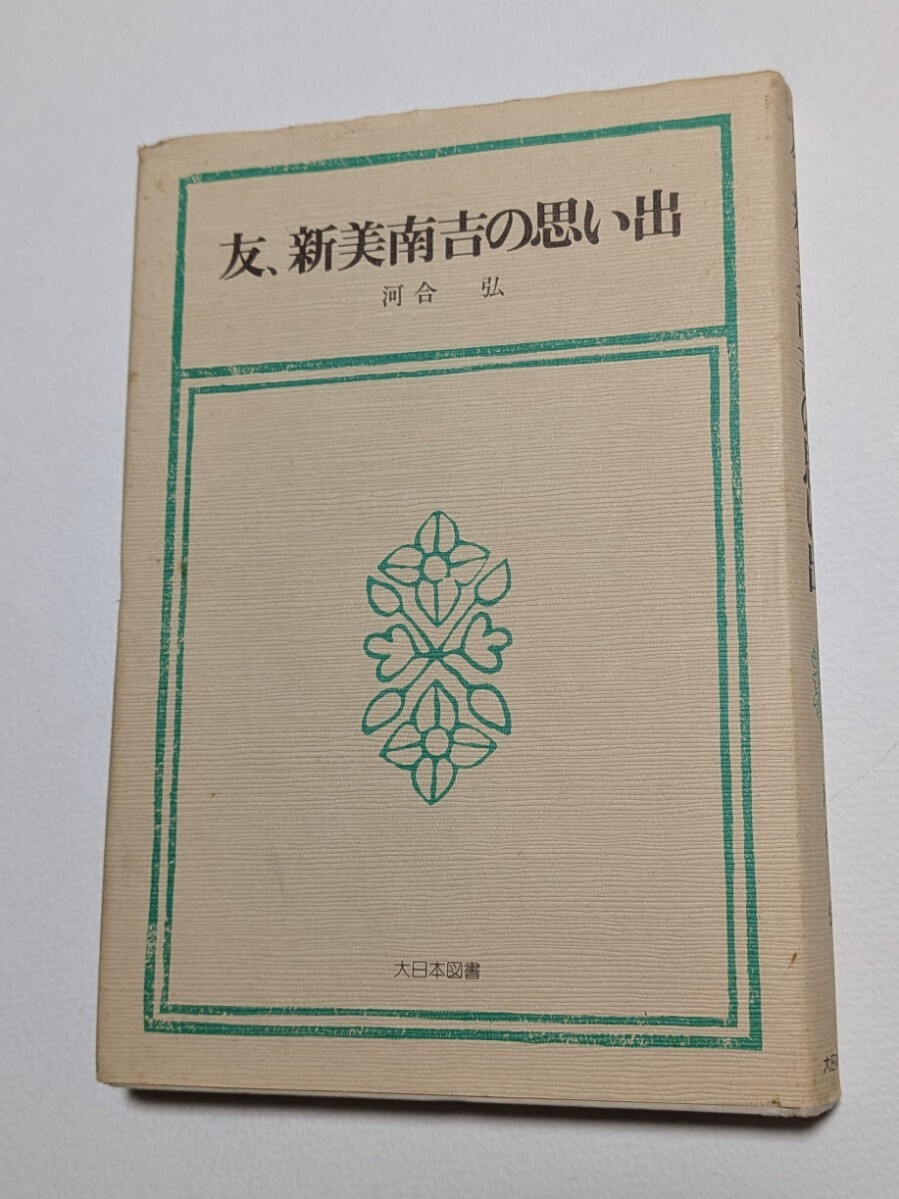 友、新美南吉の思い出
河合 弘
大日本図書